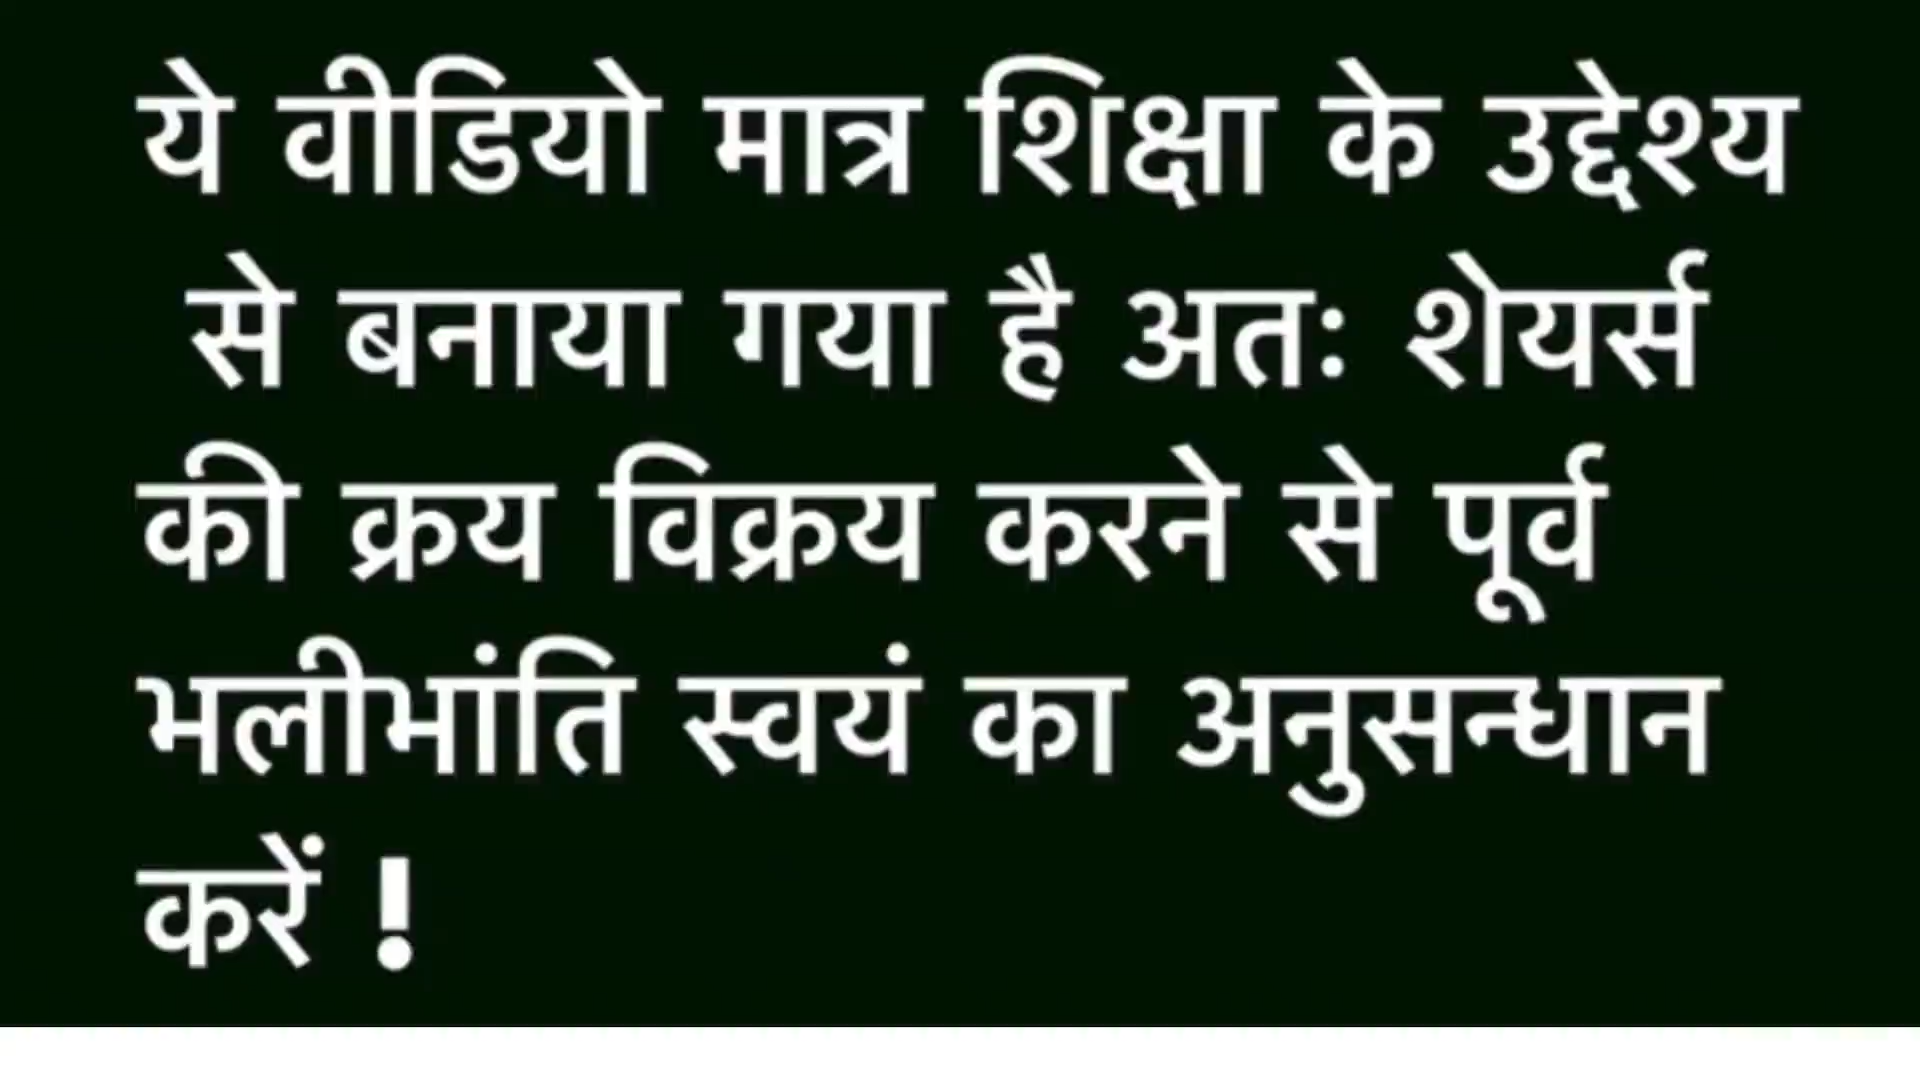 ये वीडियो मात्र शिक्षा के उद्देश्य
से बनाया गया है अतः शेयर्स
की क्रय विक्रय करने से पूर्व
भलीभांति स्वयं का अनुसन्धान
करें !